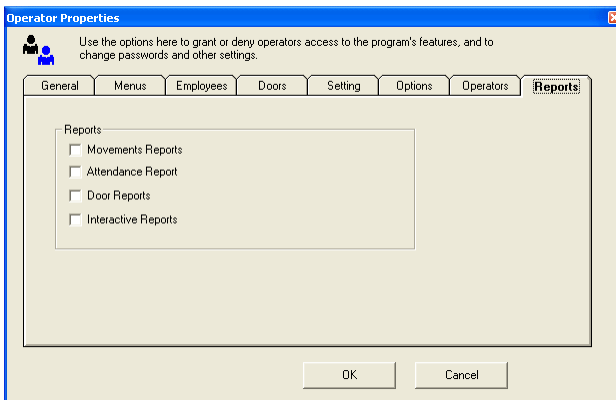 Operator Properties
Use the options here to grant or deny operators access to the program's features, and to
change passwords and other settings.
General Menus Employees Doors Setting Options Operators Reports
Reports
Movements Reports
Attendance Report
Door Reports
Interactive Reports
OK Cancel